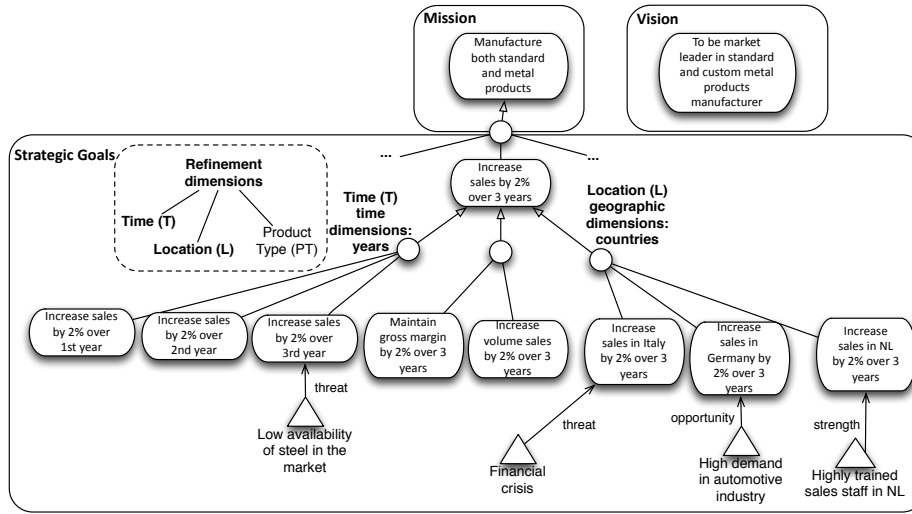 Mission
Manufacture
both standard
and metal
products
Vision
To be market
leader in standard
and custom metal
products
manufacturer
Strategic Goals
Refinement
dimensions
Time (T)
Location (L)
Product
Type (PT)
...
...
Increase
sales by 2%
over 3 years
Time (T)
time
dimensions:
years
Location (L)
geographic
dimensions:
countries
Increase sales
by 2% over
1st year
Increase sales
by 2% over
2nd year
Increase sales
by 2% over
3rd year
Maintain
gross margin
by 2% over 3
years
Increase
volume sales
by 2% over 3
years
Increase
sales in Italy
by 2% over 3
years
Increase
sales in
Germany by
2% over 3
years
Increase
sales in NL
by 2% over 3
years
threat
Low availability
of steel in the
market
threat
Financial
crisis
opportunity
High demand
in automotive
industry
strength
Highly trained
sales staff in NL